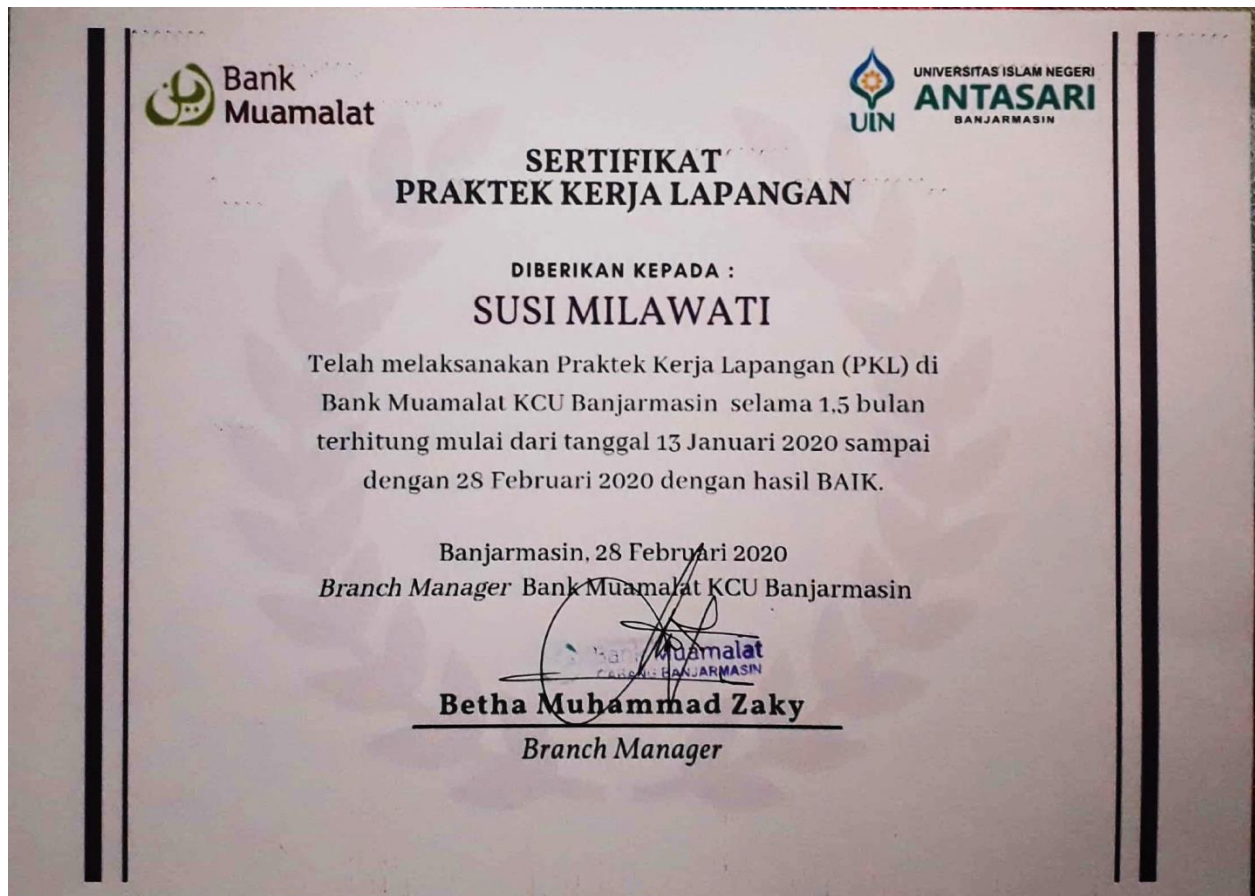 Bank
Muamalat
UIN
UNIVERSITAS ISLAM NEGERI
ANTASARI
BANJARMASIN
SERTIFIKAT
PRAKTEK KERJA LAPANGAN
DIBERIKAN KEPADA :
SUSI MILAWATI
Telah melaksanakan Praktek Kerja Lapangan (PKL) di
Bank Muamalat KCU Banjarmasin selama 1,5 bulan
terhitung mulai dari tanggal 13 Januari 2020 sampai
dengan 28 Februari 2020 dengan hasil BAIK.
Banjarmasin, 28 Februari 2020
Branch Manager Bank Muamalat KCU Banjarmasin
Bank Muamalat
CABANG BANJARMASIN
Betha Muhammad Zaky
Branch Manager